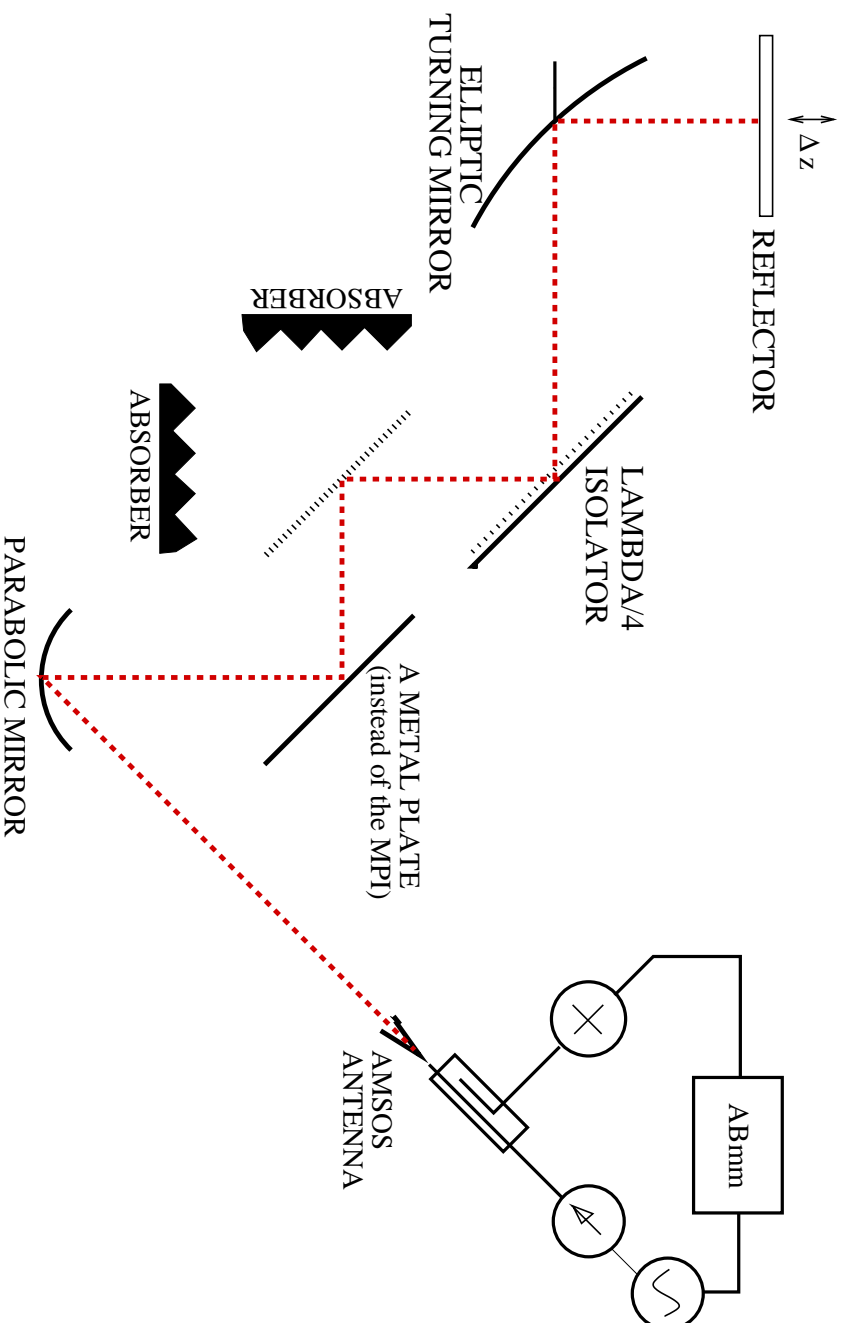 Δ z
REFLECTOR
ELLIPTIC
TURNING MIRROR
ABSORBER
LAMBDA/4
ISOLATOR
ABSORBER
A METAL PLATE
(instead of the MPI)
PARABOLIC MIRROR
AMSOS
ANTENNA
ABmm